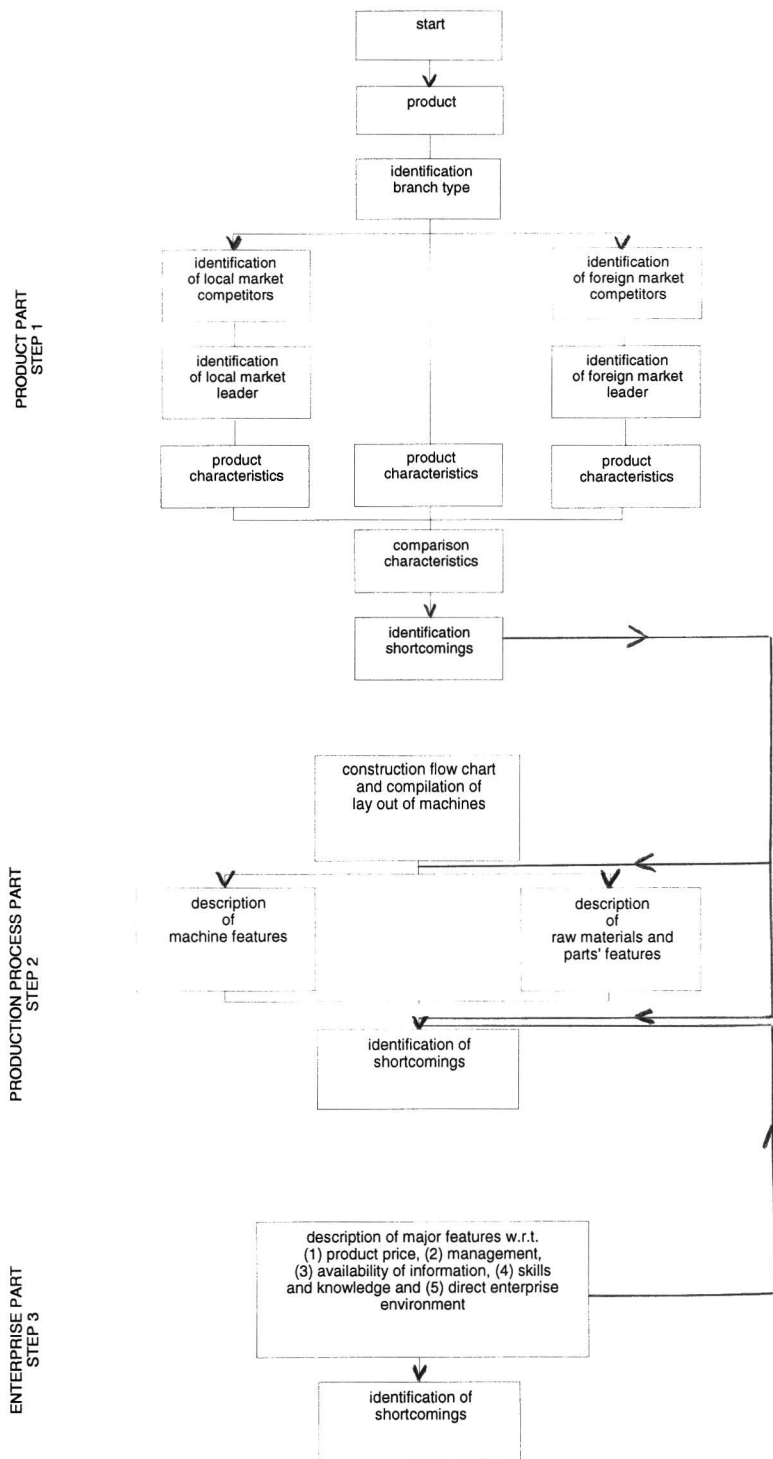 start
product
identification
branch type
identification
of local market
competitors
identification
of foreign market
competitors
PRODUCT PART
STEP 1
identification
of local market
leader
identification
of foreign market
leader
product
characteristics
product
characteristics
product
characteristics
comparison
characteristics
identification
shortcomings
construction flow chart
and compilation of
lay out of machines
PRODUCTION PROCESS PART
STEP 2
description
of
machine features
description
of
raw materials and
parts' features
identification of
shortcomings
ENTERPRISE PART
STEP 3
description of major features w.r.t.
(1) product price, (2) management,
(3) availability of information, (4) skills
and knowledge and (5) direct enterprise
environment
identification of
shortcomings